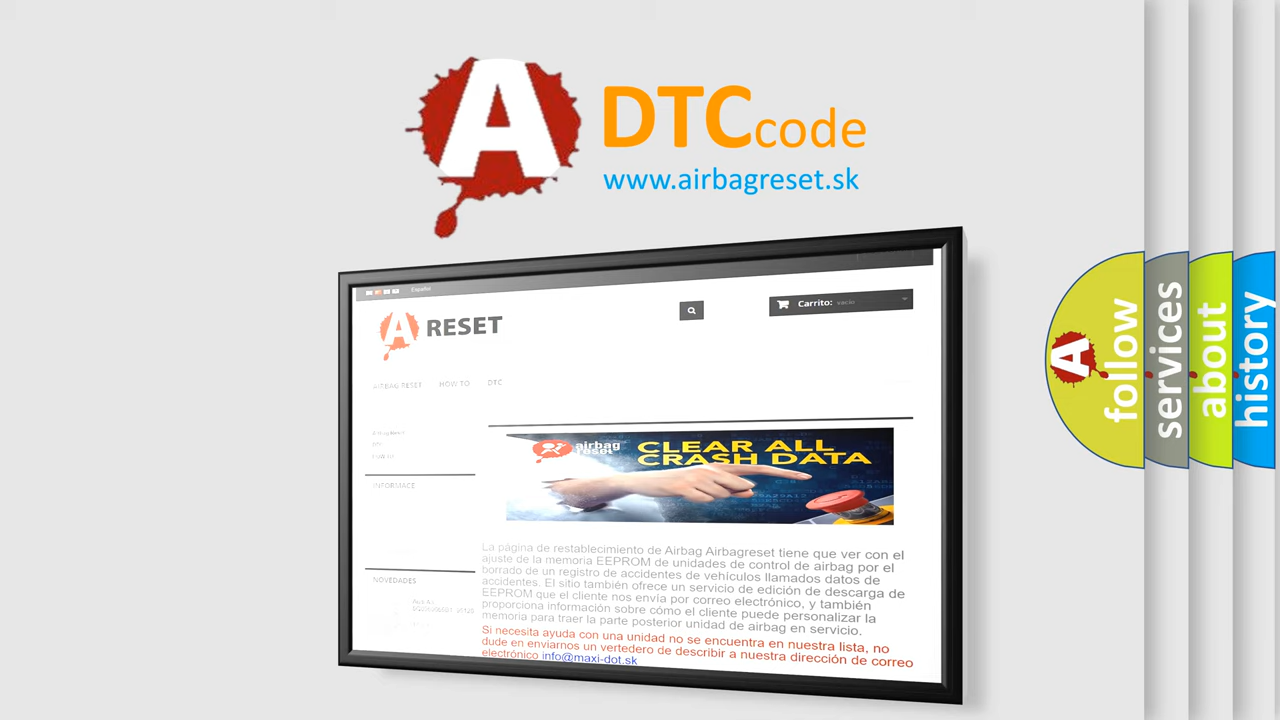 A DTCcode
www.airbagreset.sk
Español
Carrito: vacío
A RESET
AIRBAG RESET HOW TO DTC
airbag
reset
CLEAR ALL
CRASH DATA
INFORMACE
NOVEDADES
La página de restablecimiento de Airbag Airbagreset tiene que ver con el
ajuste de la memoria EEPROM de unidades de control de airbag por el
borrado de un registro de accidentes de vehículos llamados datos de
accidentes. El sitio también ofrece un servicio de edición de descarga de
EEPROM que el cliente nos envía por correo electrónico, y también
proporciona información sobre cómo el cliente puede personalizar la
memoria para traer la parte posterior unidad de airbag en servicio.
Si necesita ayuda con una unidad no se encuentra en nuestra lista, no
dude en enviarnos un vertedero de describir a nuestra dirección de correo
electrónico info@maxi-dot.sk
A follow
services
about
history